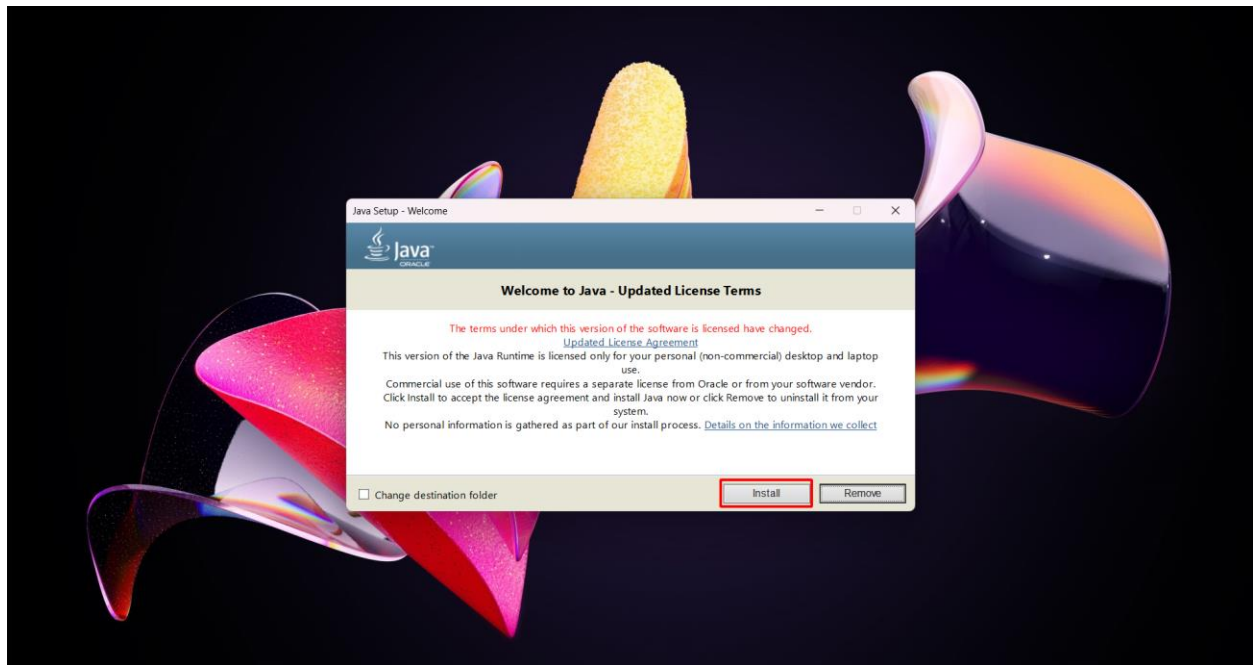 Java Setup - Welcome
Java
ORACLE
Welcome to Java - Updated License Terms
The terms under which this version of the software is licensed have changed.
Updated License Agreement
This version of the Java Runtime is licensed only for your personal (non-commercial) desktop and laptop
use.
Commercial use of this software requires a separate license from Oracle or from your software vendor.
Click Install to accept the license agreement and install Java now or click Remove to uninstall it from your
system.
No personal information is gathered as part of our install process. Details on the information we collect
Change destination folder
Install
Remove